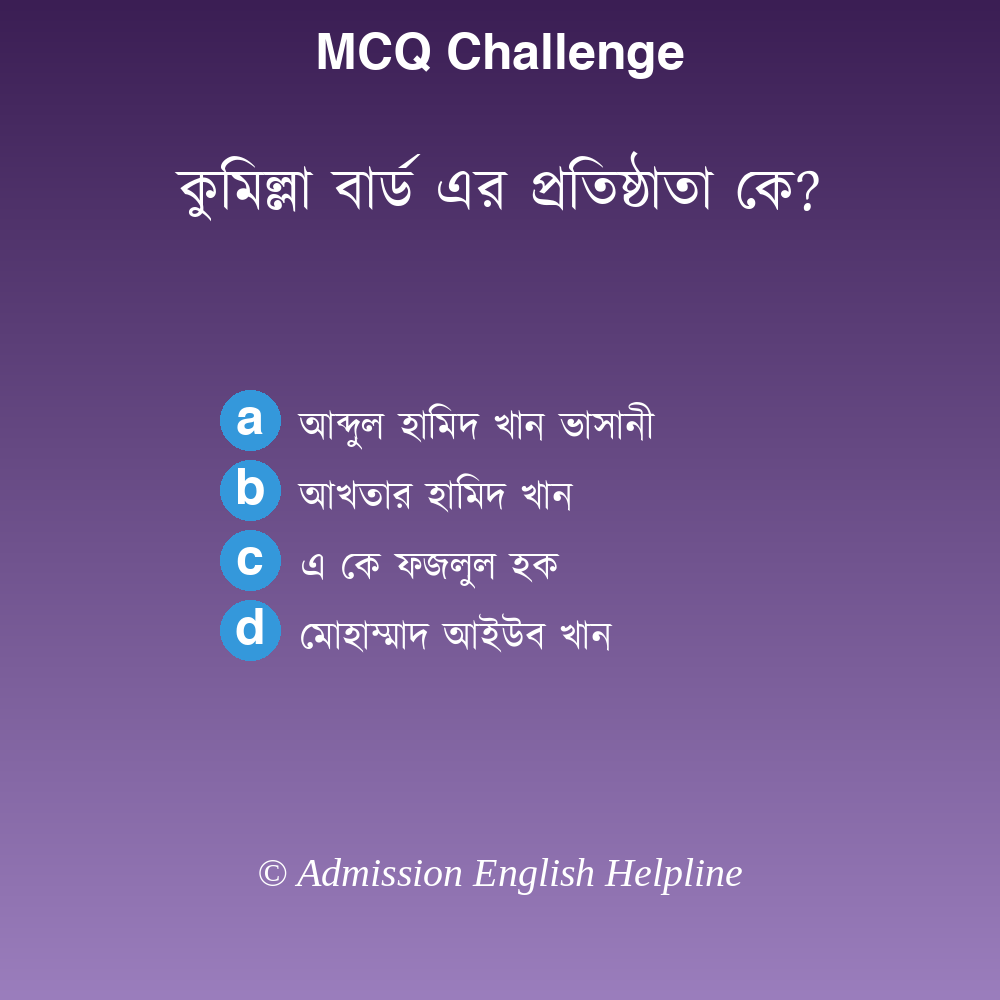 MCQ Challenge
কুমিল্লা বার্ড এর প্রতিষ্ঠাতা কে?
a আব্দুল হামিদ খান ভাসানী
b আখতার হামিদ খান
c এ কে ফজলুল হক
d মোহাম্মাদ আইউব খান
© Admission English Helpline